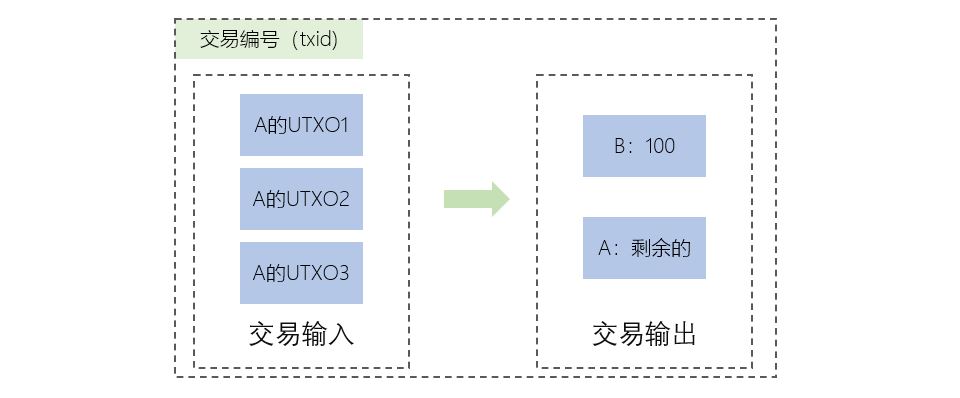 交易编号（txid)
A的UTXO1
A的UTXO2
A的UTXO3
交易输入
B：100
A：剩余的
交易输出